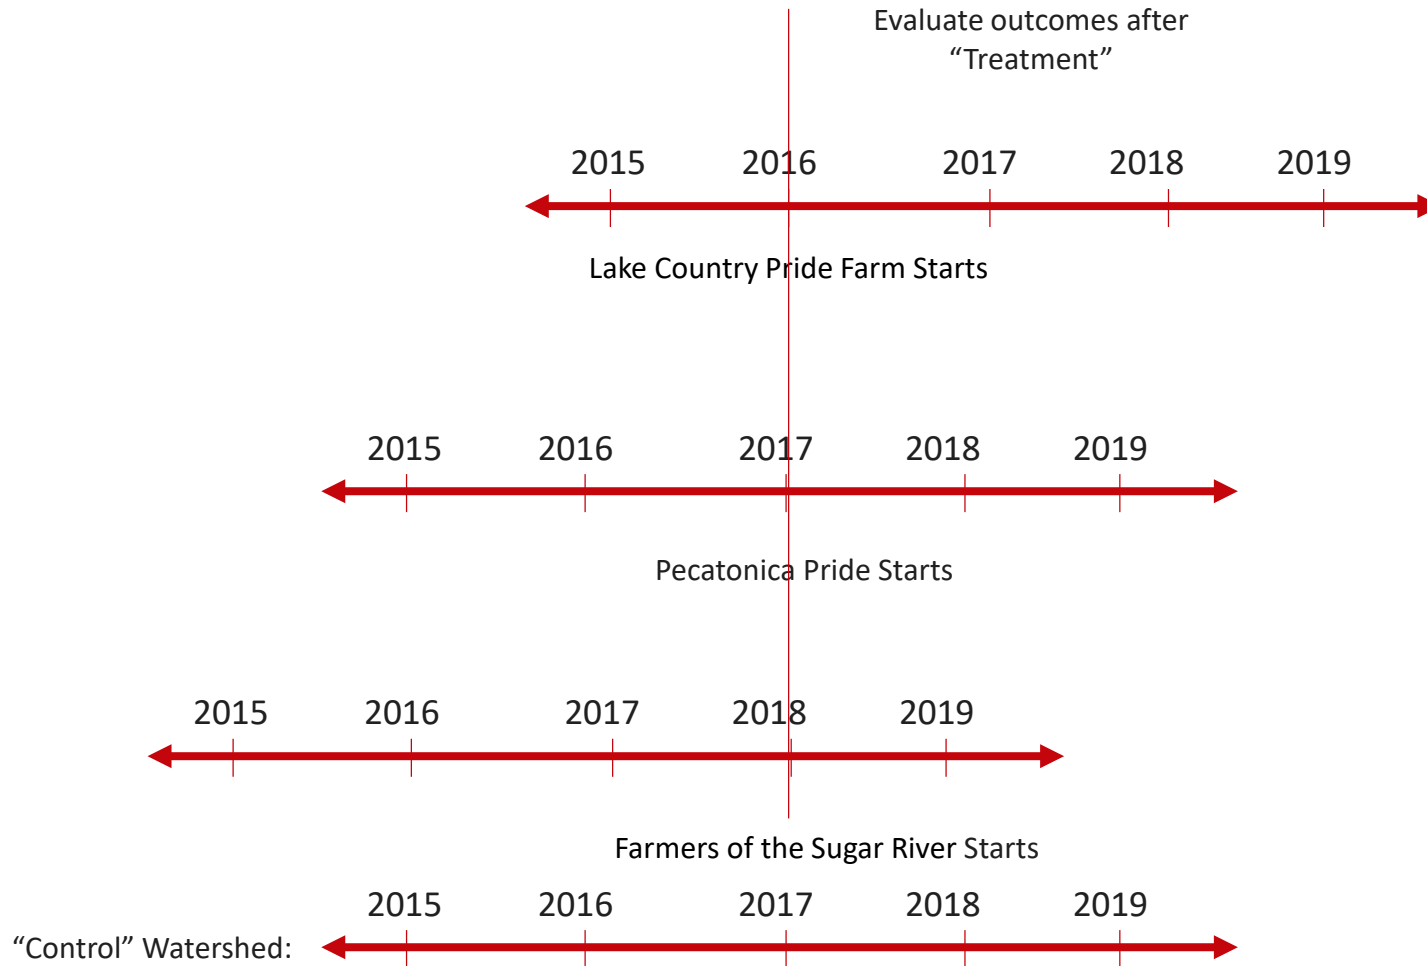 Evaluate outcomes after
“Treatment”
2015 2016 2017 2018 2019
Lake Country Pride Farm Starts
2015 2016 2017 2018 2019
Pecatonica Pride Starts
2015 2016 2017 2018 2019
Farmers of the Sugar River Starts
2015 2016 2017 2018 2019
“Control” Watershed: